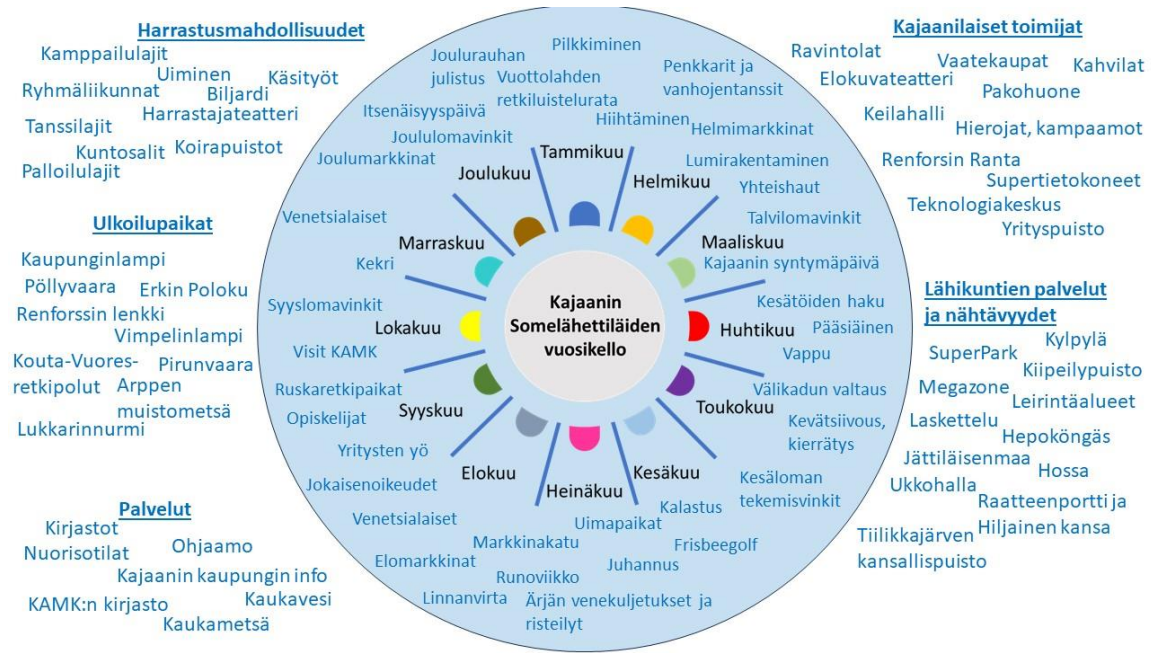 Harrastusmahdollisuudet
Kamppailulajit
Uiminen
Käsityöt
Ryhmäliikunnat
Biljardi
Harrastajateatteri
Tanssilajit
Kuntosalit
Koirapuistot
Palloilulajit
Ulkoilupaikat
Kaupunginlampi
Pöllyvaara
Erkin Poloku
Renforssin lenkki
Vimpelinlampi
Kouta-Vuores-
retkipolut
Pirunvaara
Arppen
muistometsä
Lukkarinnurmi
Palvelut
Kirjastot
Nuorisotilat
Ohjaamo
Kajaanin kaupungin info
KAMK:n kirjasto
Kaukavesi
Kaukametsä
Kajaanin
Somelähettiläiden
vuosikello
Tammikuu
Helmikuu
Maaliskuu
Huhtikuu
Toukokuu
Kesäkuu
Heinäkuu
Elokuu
Syyskuu
Lokakuu
Marraskuu
Joulukuu
Pilkkiminen
Vuottolahden
retkiluistelurata
Hiihtäminen
Penkkarit ja
vanhojentanssit
Helmimarkkinat
Lumirakentaminen
Yhteishaut
Talvilomavinkit
Kajaanin syntymäpäivä
Kesätöiden haku
Pääsiäinen
Vappu
Välikadun valtaus
Kevätsiivous,
kierrätys
Kesäloman
tekemisvinkit
Kalastus
Uimapaikat
Frisbeegolf
Juhannus
Markkinakatu
Runoviikko
Ärjän venekuljetukset ja
risteilyt
Linnanvirta
Elomarkkinat
Venetsialaiset
Jokaisenoikeudet
Yritysten yö
Opiskelijat
Ruskaretkipaikat
Visit KAMK
Syyslomavinkit
Kekri
Venetsialaiset
Joulumarkkinat
Joululomavinkit
Itsenäisyyspäivä
Joulurauhan
julistus
Kajaanilaiset toimijat
Ravintolat
Vaatekaupat
Kahvilat
Elokuvateatteri
Pakohuone
Keilahalli
Hierojat, kampaamot
Renforsin Ranta
Supertietokoneet
Teknologiakeskus
Yrityspuisto
Lähikuntien palvelut
ja nähtävyydet
Kylpylä
SuperPark
Kiipeilypuisto
Megazone
Leirintäalueet
Laskettelu
Hepoköngäs
Jättiläisenmaa
Hossa
Ukkohalla
Raatteenportti ja
Hiljainen kansa
Tiilikkajärven
kansallispuisto